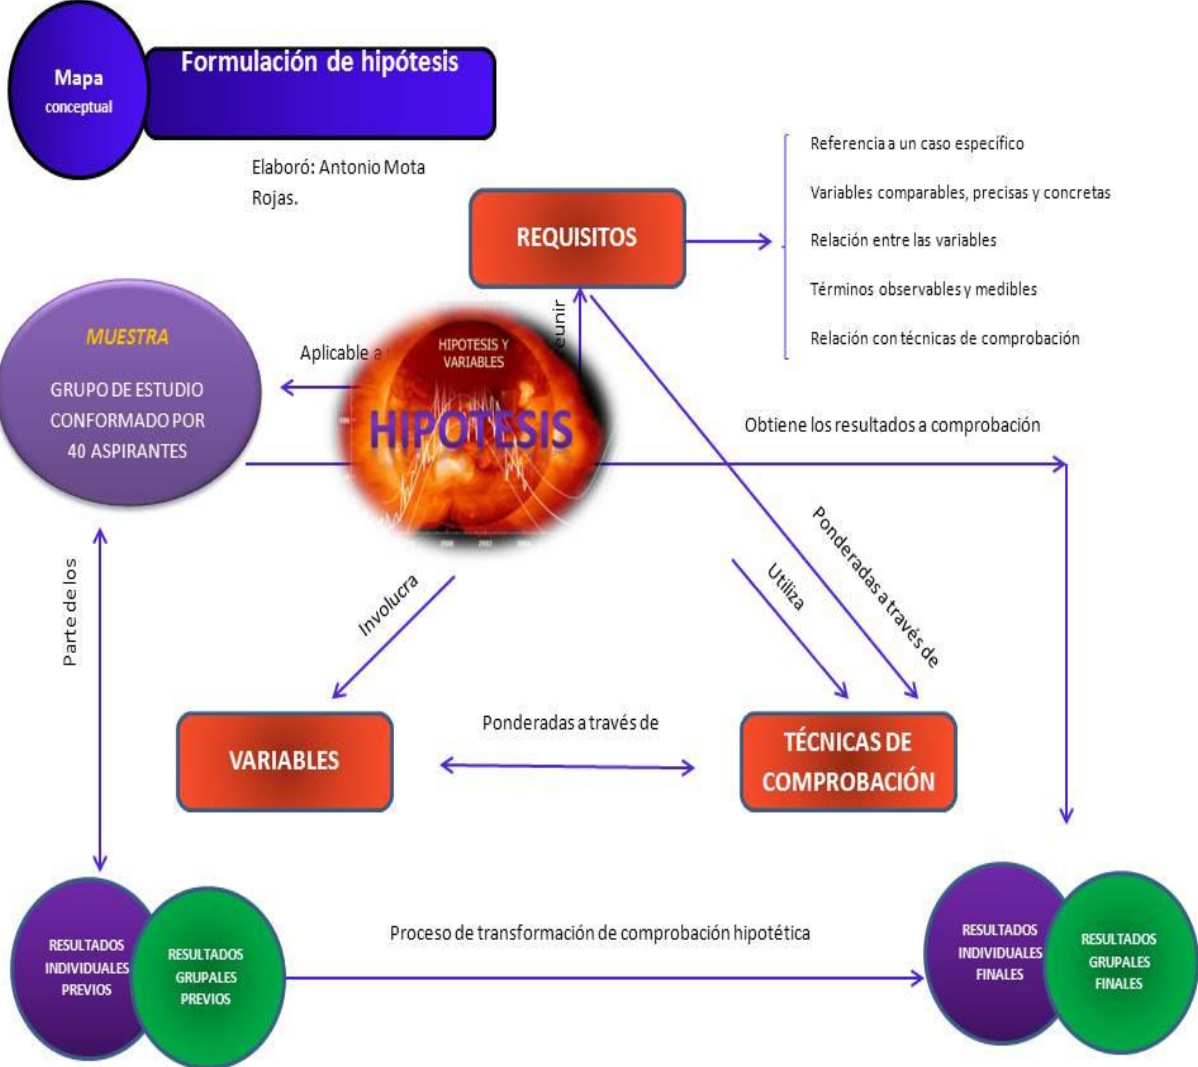 Mapa
conceptual
Formulación de hipótesis
Elaboró: Antonio Mota
Rojas.
REQUISITOS
Referencia a un caso específico
Variables comparables, precisas y concretas
Relación entre las variables
Términos observables y medibles
Relación con técnicas de comprobación
MUESTRA
GRUPO DE ESTUDIO
CONFORMADO POR
40 ASPIRANTES
Aplicable a
HIPOTESIS Y
VARIABLES
HIPOTESIS
Obtiene los resultados a comprobación
Parte de los
Involucra
Utiliza
Ponderadas a través de
VARIABLES
Ponderadas a través de
TÉCNICAS DE
COMPROBACIÓN
RESULTADOS
INDIVIDUALES
PREVIOS
RESULTADOS
GRUPALES
PREVIOS
Proceso de transformación de comprobación hipotética
RESULTADOS
INDIVIDUALES
FINALES
RESULTADOS
GRUPALES
FINALES